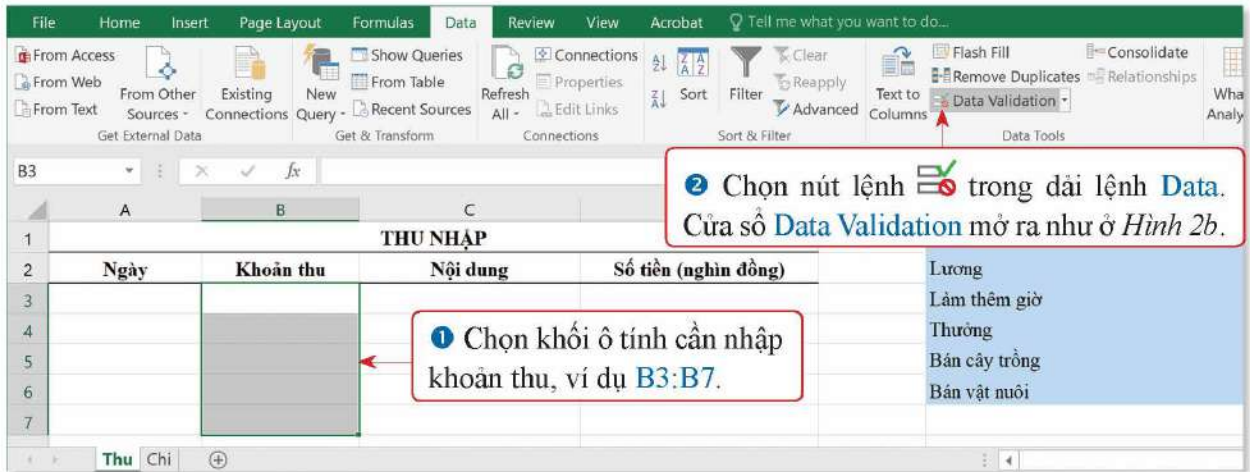 File Home Insert Page Layout Formulas Data Review View Acrobat Tell me what you want to do...
From Access
From Web
From Text
From Other Sources
Get External Data
Existing Connections
New Query
Show Queries
From Table
Recent Sources
Get & Transform
Refresh All
Connections
Properties
Edit Links
Connections
Sort
Filter
Clear
Reapply
Advanced
Sort & Filter
Text to Columns
Flash Fill
Remove Duplicates
Data Validation
Consolidate
Relationships
Data Tools
B3
fx
❷ Chọn nút lệnh trong dải lệnh Data.
Cửa sổ Data Validation mở ra như ở Hình 2b.
A B C
1 THU NHẬP
2 Ngày Khoản thu Nội dung Số tiền (nghìn đồng) Lương
3 Làm thêm giờ
4 Thưởng
5 Bán cây trồng
6 Bán vật nuôi
7
❶ Chọn khối ô tính cần nhập
khoản thu, ví dụ B3:B7.
Thu Chi